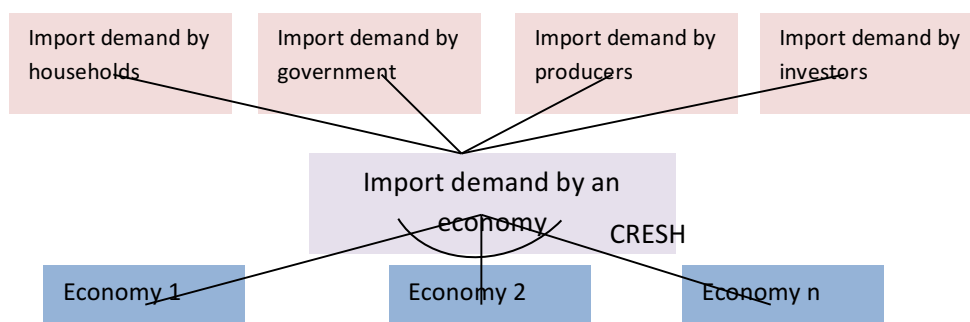 Import demand by
households
Import demand by
government
Import demand by
producers
Import demand by
investors
Import demand by an
economy
CRESH
Economy 1
Economy 2
Economy n